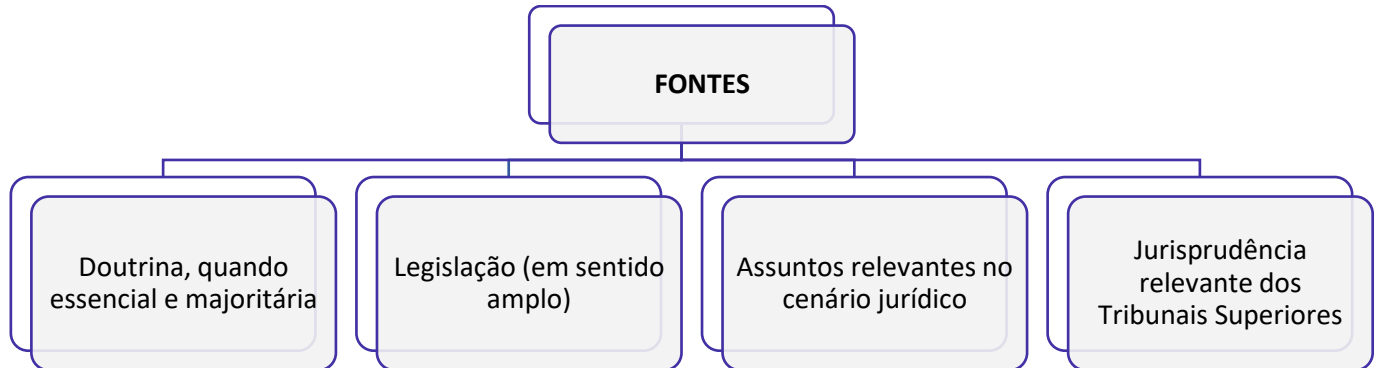 FONTES
Doutrina, quando
essencial e majoritária
Legislação (em sentido
amplo)
Assuntos relevantes no
cenário jurídico
Jurisprudência
relevante dos
Tribunais Superiores